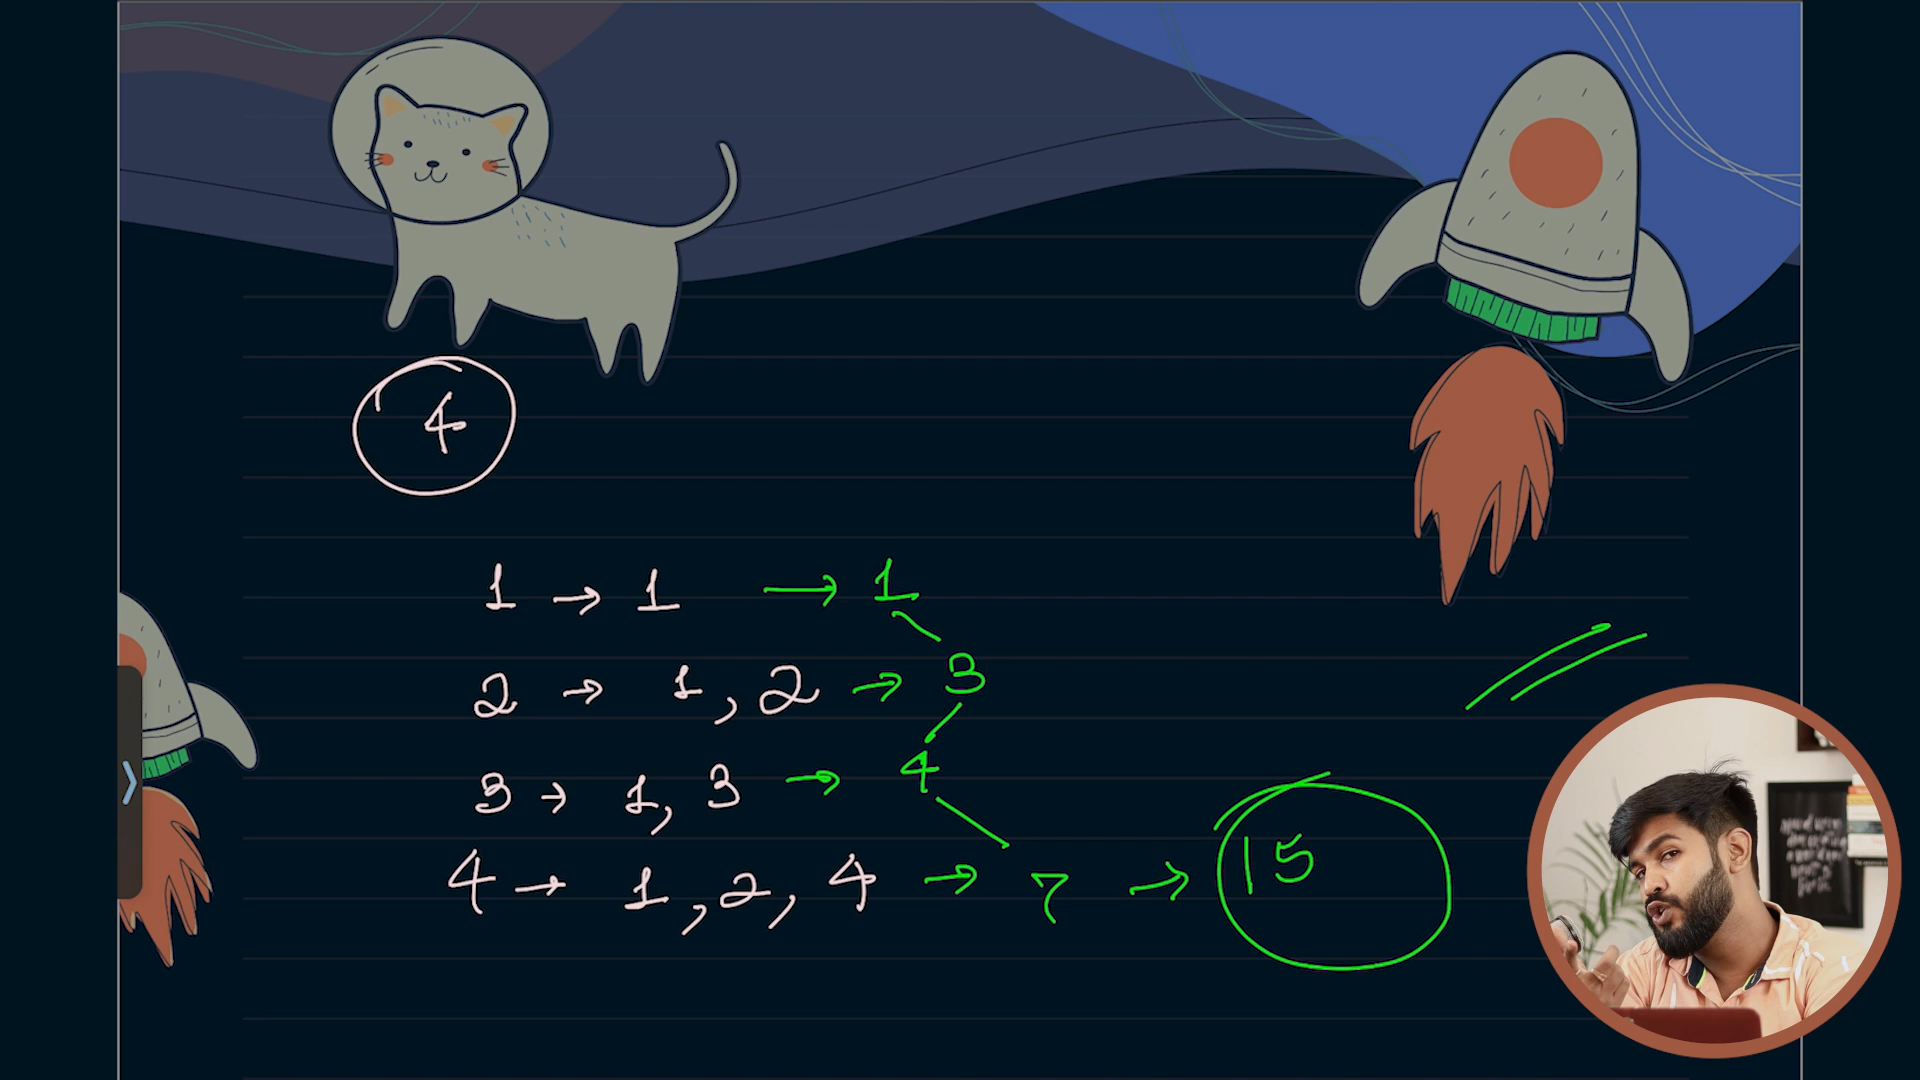 4
1 → 1 → 1
2 → 1, 2 → 3
3 → 1, 3 → 4
4 → 1, 2, 4 → 7 → 15